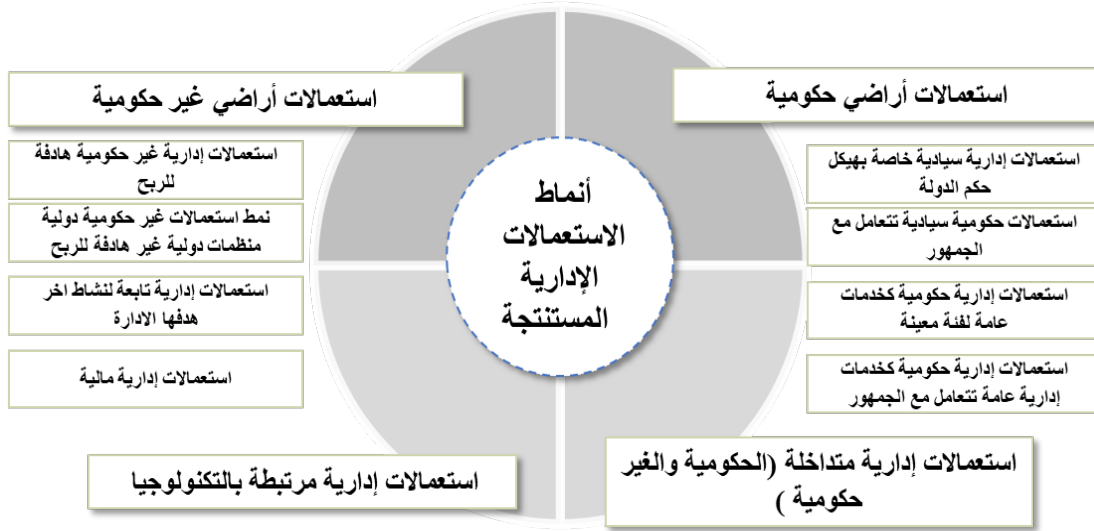 استعمالات أراضي حكومية
استعمالات إدارية سيادية خاصة بهيكل
حكم الدولة
استعمالات حكومية سيادية تتعامل مع
الجمهور
استعمالات إدارية حكومية كخدمات
عامة لفئة معينة
استعمالات إدارية حكومية كخدمات
إدارية عامة تتعامل مع الجمهور
استعمالات إدارية متداخلة (الحكومية والغير
حكومية )
أنماط
الاستعمالات
الإدارية
المستنتجة
استعمالات أراضي غير حكومية
استعمالات إدارية غير حكومية هادفة
للربح
نمط استعمالات غير حكومية دولية
منظمات دولية غير هادفة للربح
استعمالات إدارية تابعة لنشاط اخر
هدفها الادارة
استعمالات إدارية مالية
استعمالات إدارية مرتبطة بالتكنولوجيا